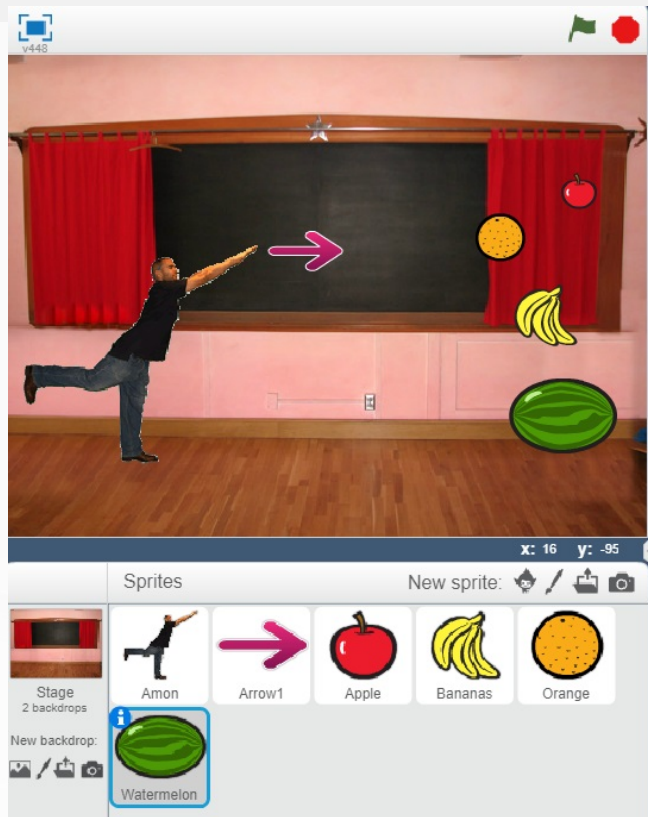 v448
x: 16 y: -95
Sprites New sprite:
Stage
2 backdrops
New backdrop:
Amon Arrow1 Apple Bananas Orange
Watermelon